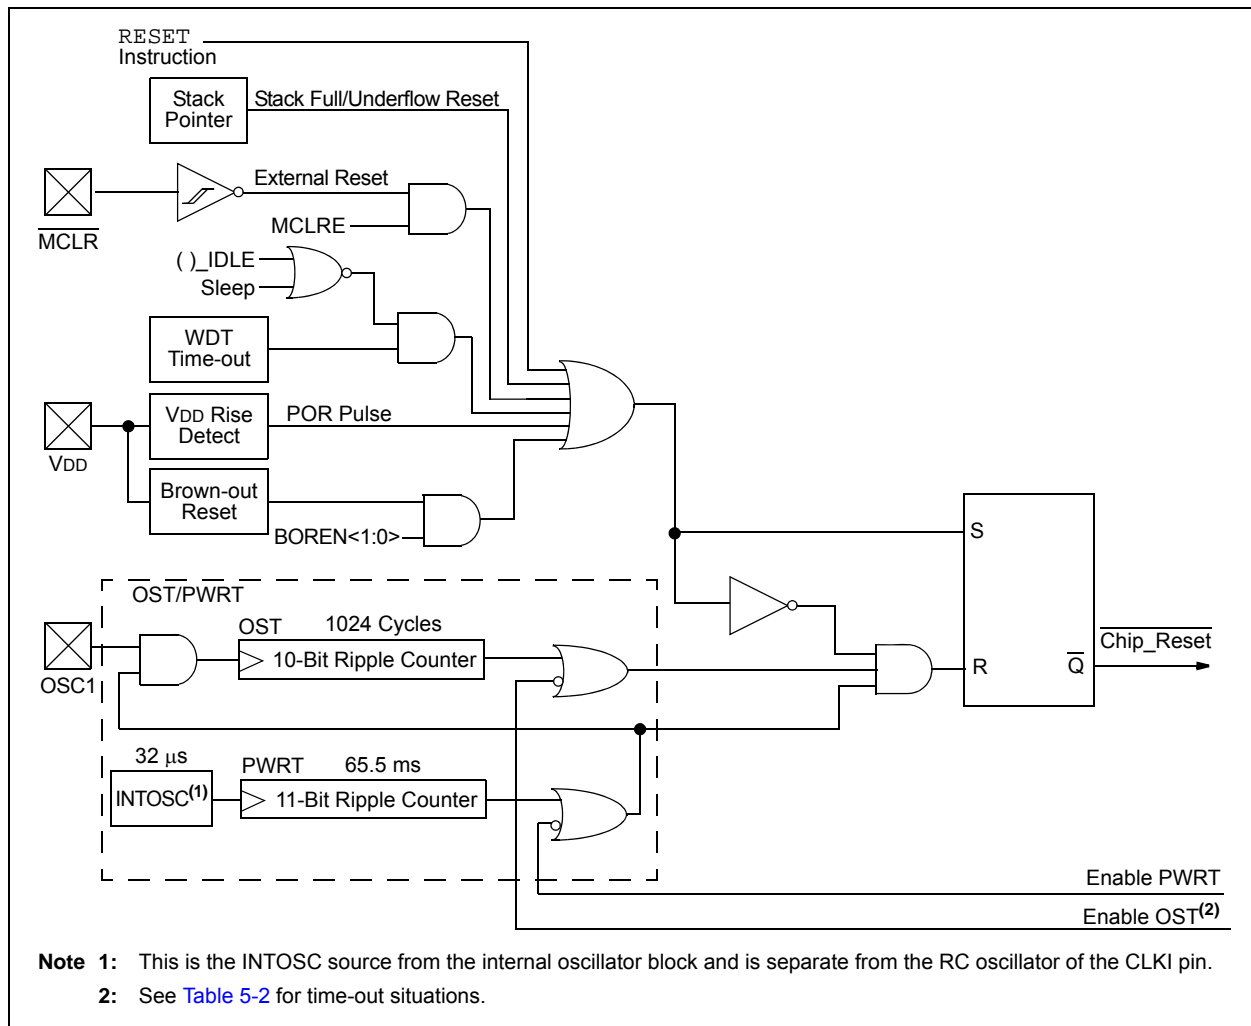 RESET
Instruction
Stack
Pointer
Stack Full/Underflow Reset
External Reset
MCLR
MCLRE
( )_IDLE
Sleep
WDT
Time-out
VDD Rise
Detect
POR Pulse
VDD
Brown-out
Reset
BOREN<1:0>
S
OST/PWRT
OST
1024 Cycles
10-Bit Ripple Counter
OSC1
Chip_Reset
R
Q
32 μs
PWRT
65.5 ms
INTOSC(1)
11-Bit Ripple Counter
Enable PWRT
Enable OST(2)
Note 1: This is the INTOSC source from the internal oscillator block and is separate from the RC oscillator of the CLKI pin.
2: See Table 5-2 for time-out situations.